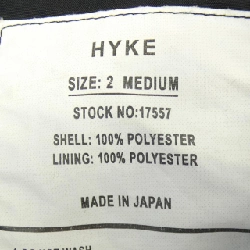 HYKE
SIZE: 2 MEDIUM
STOCK NO:17557
SHELL: 100% POLYESTER
LINING: 100% POLYESTER
MADE IN JAPAN